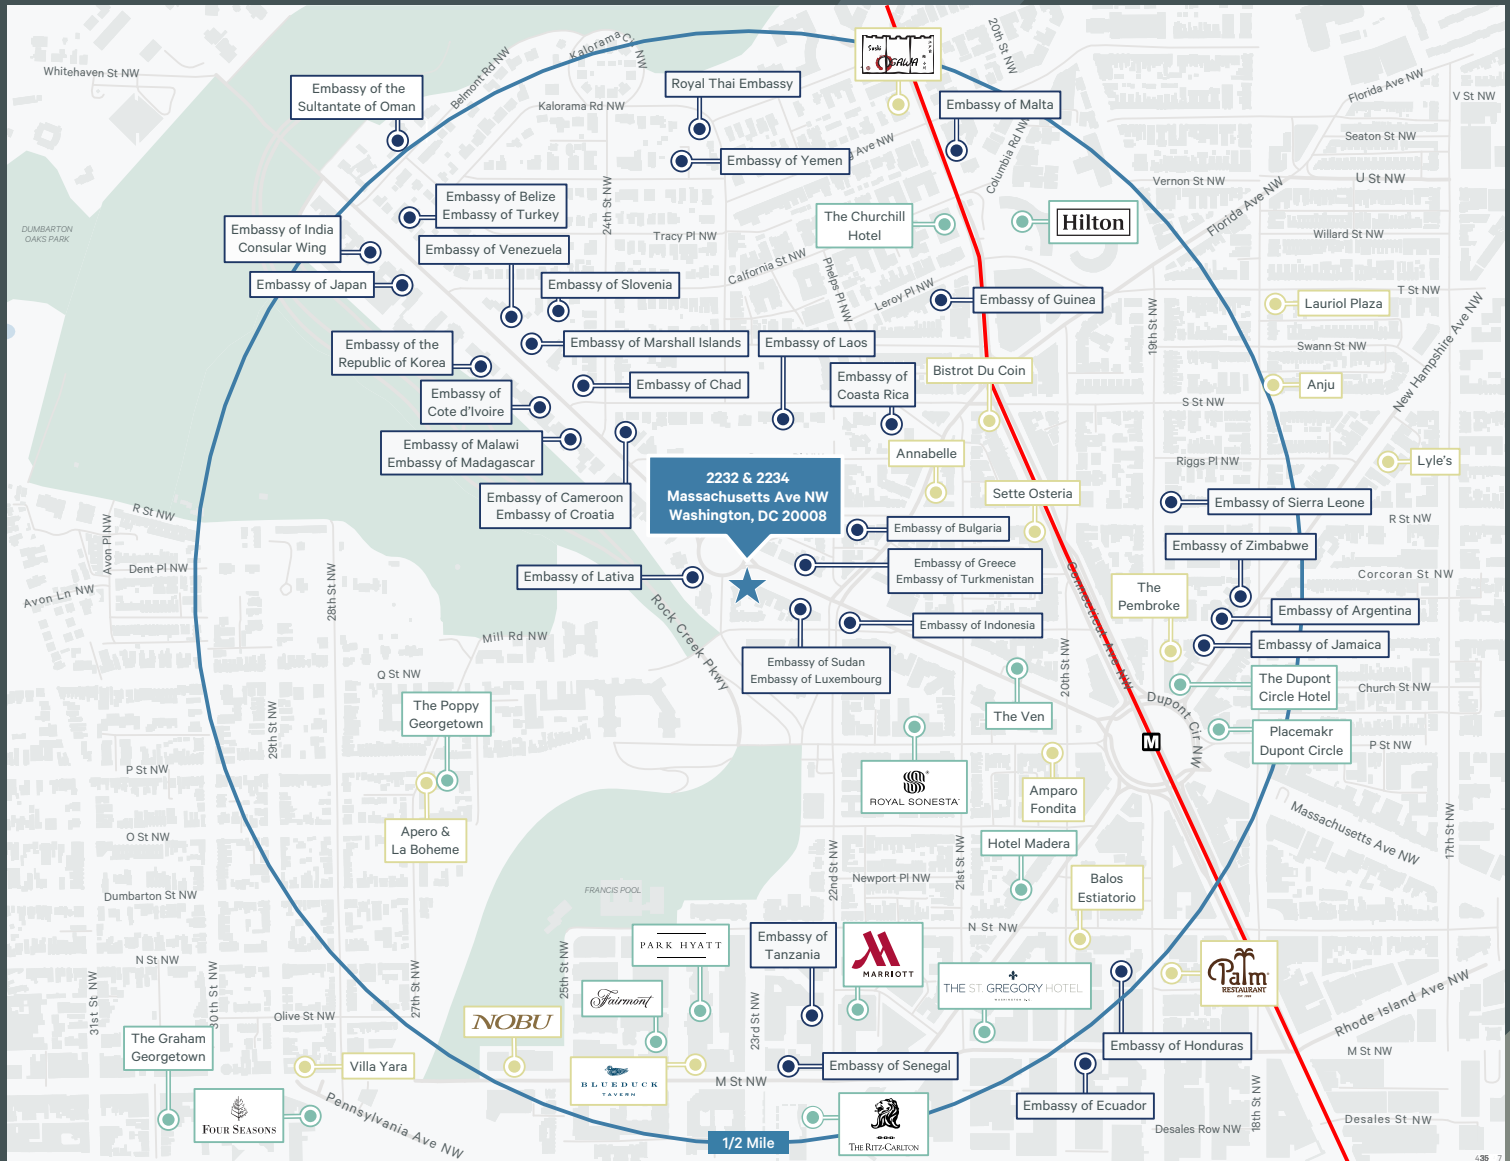 Whitehaven St NW
Embassy of the
Sultantate of Oman
Belmont Rd NW
Kalorama Cir NW
Kalorama Rd NW
Royal Thai Embassy
Sushi
OGAWA
20th St NW
Embassy of Malta
Florida Ave NW
V St NW
Seaton St NW
Embassy of Yemen
Ave NW
Columbia Rd NW
Vernon St NW
U St NW
Embassy of Belize
Embassy of Turkey
24th St NW
The Churchill
Hotel
Hilton
Florida Ave NW
DUMBARTON
OAKS PARK
Embassy of India
Consular Wing
Tracy Pl NW
Willard St NW
Embassy of Venezuela
Calfornia St NW
Phelps Pl NW
Leroy Pl NW
Embassy of Japan
Embassy of Slovenia
Embassy of Guinea
T St NW
Lauriol Plaza
19th St NW
New Hampshire Ave NW
Embassy of the
Republic of Korea
Embassy of Marshall Islands
Embassy of Laos
Swann St NW
Embassy of
Coasta Rica
Bistrot Du Coin
Embassy of Chad
Anju
Embassy of
Cote d'Ivoire
S St NW
Embassy of Malawi
Embassy of Madagascar
Annabelle
Riggs Pl NW
Lyle's
2232 & 2234
Massachusetts Ave NW
Washington, DC 20008
Embassy of Cameroon
Embassy of Croatia
Sette Osteria
Embassy of Sierra Leone
R St NW
R St NW
Avon Pl NW
Embassy of Bulgaria
Embassy of Zimbabwe
Embassy of Greece
Embassy of Turkmenistan
Dent Pl NW
Embassy of Lativa
Corcoran St NW
Avon Ln NW
28th St NW
Rock Creek Pkwy
The
Pembroke
Connecticut Ave NW
Embassy of Argentina
Embassy of Indonesia
Mill Rd NW
Embassy of Jamaica
Embassy of Sudan
Embassy of Luxembourg
20th St NW
Q St NW
The Dupont
Circle Hotel
Church St NW
Dupont Cir NW
The Poppy
Georgetown
The Ven
29th St NW
M
Placemakr
Dupont Circle
P St NW
P St NW
ROYAL SONESTA
Amparo
Fondita
Massachusetts Ave NW
17th St NW
O St NW
Apero &
La Boheme
Hotel Madera
22nd St NW
21st St NW
Newport Pl NW
Balos
Estiatorio
Dumbarton St NW
FRANCIS POOL
N St NW
PARK HYATT
Embassy of
Tanzania
MARRIOTT
N St NW
25th St NW
31st St NW
30th St NW
27th St NW
Fairmont
THE ST. GREGORY HOTEL
Palm
RESTAURANT
Rhode Island Ave NW
Olive St NW
NOBU
23rd St NW
The Graham
Georgetown
Embassy of Honduras
M St NW
Villa Yara
BLUEDUCK
TAVERN
Embassy of Senegal
M St NW
Embassy of Ecuador
18th St NW
FOUR SEASONS
Pennsylvania Ave NW
1/2 Mile
THE RITZ-CARLTON
Desales Row NW
Desales St NW